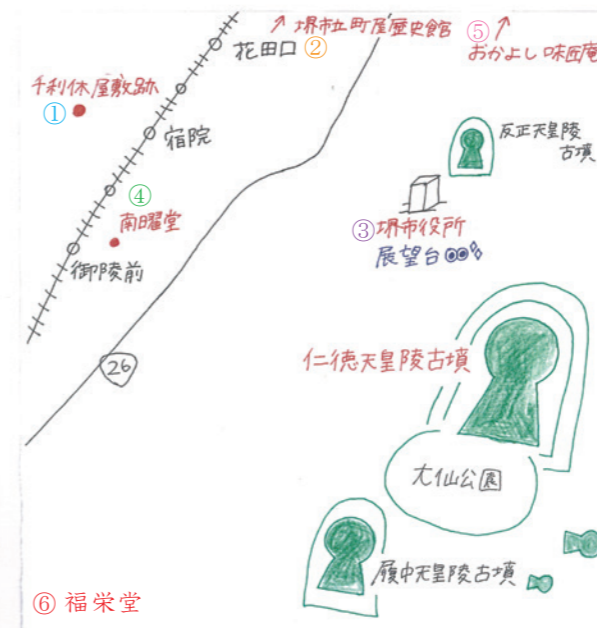 ↗ 堺市立町屋歴史館
花田口 ②
⑤ ↗
おかよし 味匠庵
千利休屋敷跡
①
宿院
反正天皇陵
古墳
④
南曜堂
③ 堺市役所
展望台
御陵前
26
仁徳天皇陵古墳
大仙公園
履中天皇陵古墳
⑥ 福栄堂